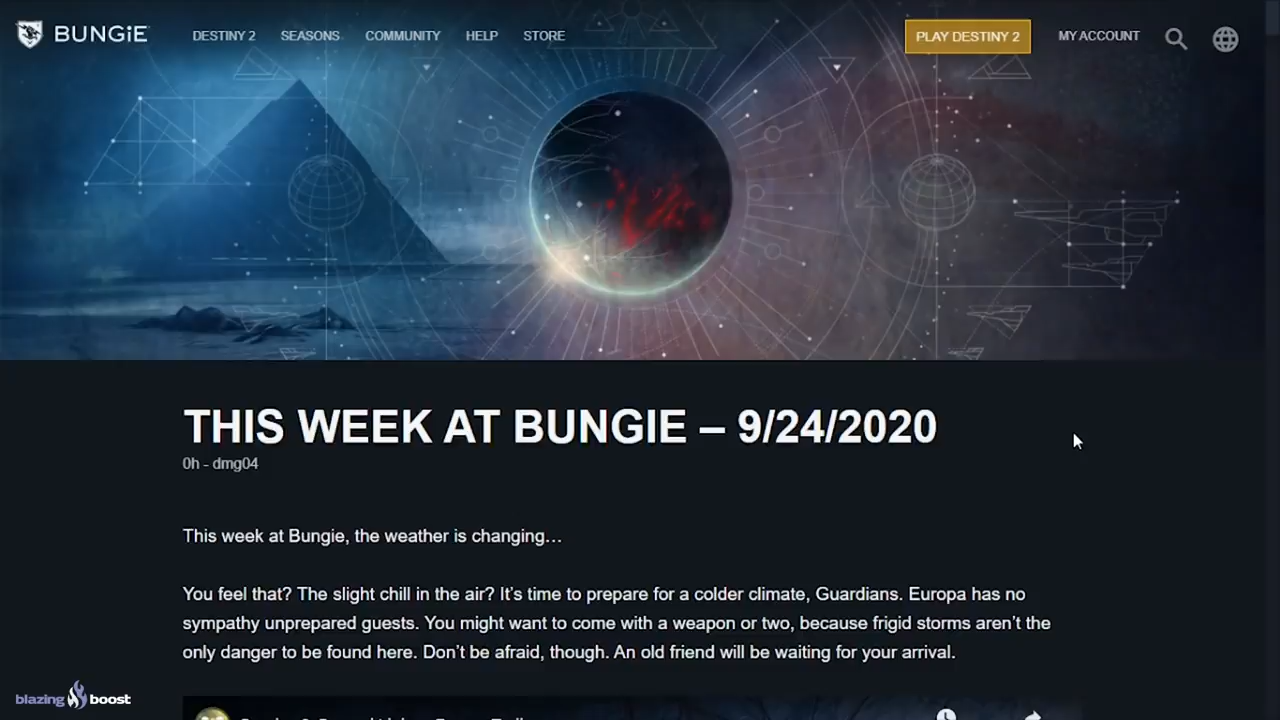 BUNGiE DESTINY 2 SEASONS COMMUNITY HELP STORE PLAY DESTINY 2 MY ACCOUNT
THIS WEEK AT BUNGIE – 9/24/2020
0h - dmg04
This week at Bungie, the weather is changing…
You feel that? The slight chill in the air? It’s time to prepare for a colder climate, Guardians. Europa has no
sympathy unprepared guests. You might want to come with a weapon or two, because frigid storms aren’t the
only danger to be found here. Don’t be afraid, though. An old friend will be waiting for your arrival.
blazing boost